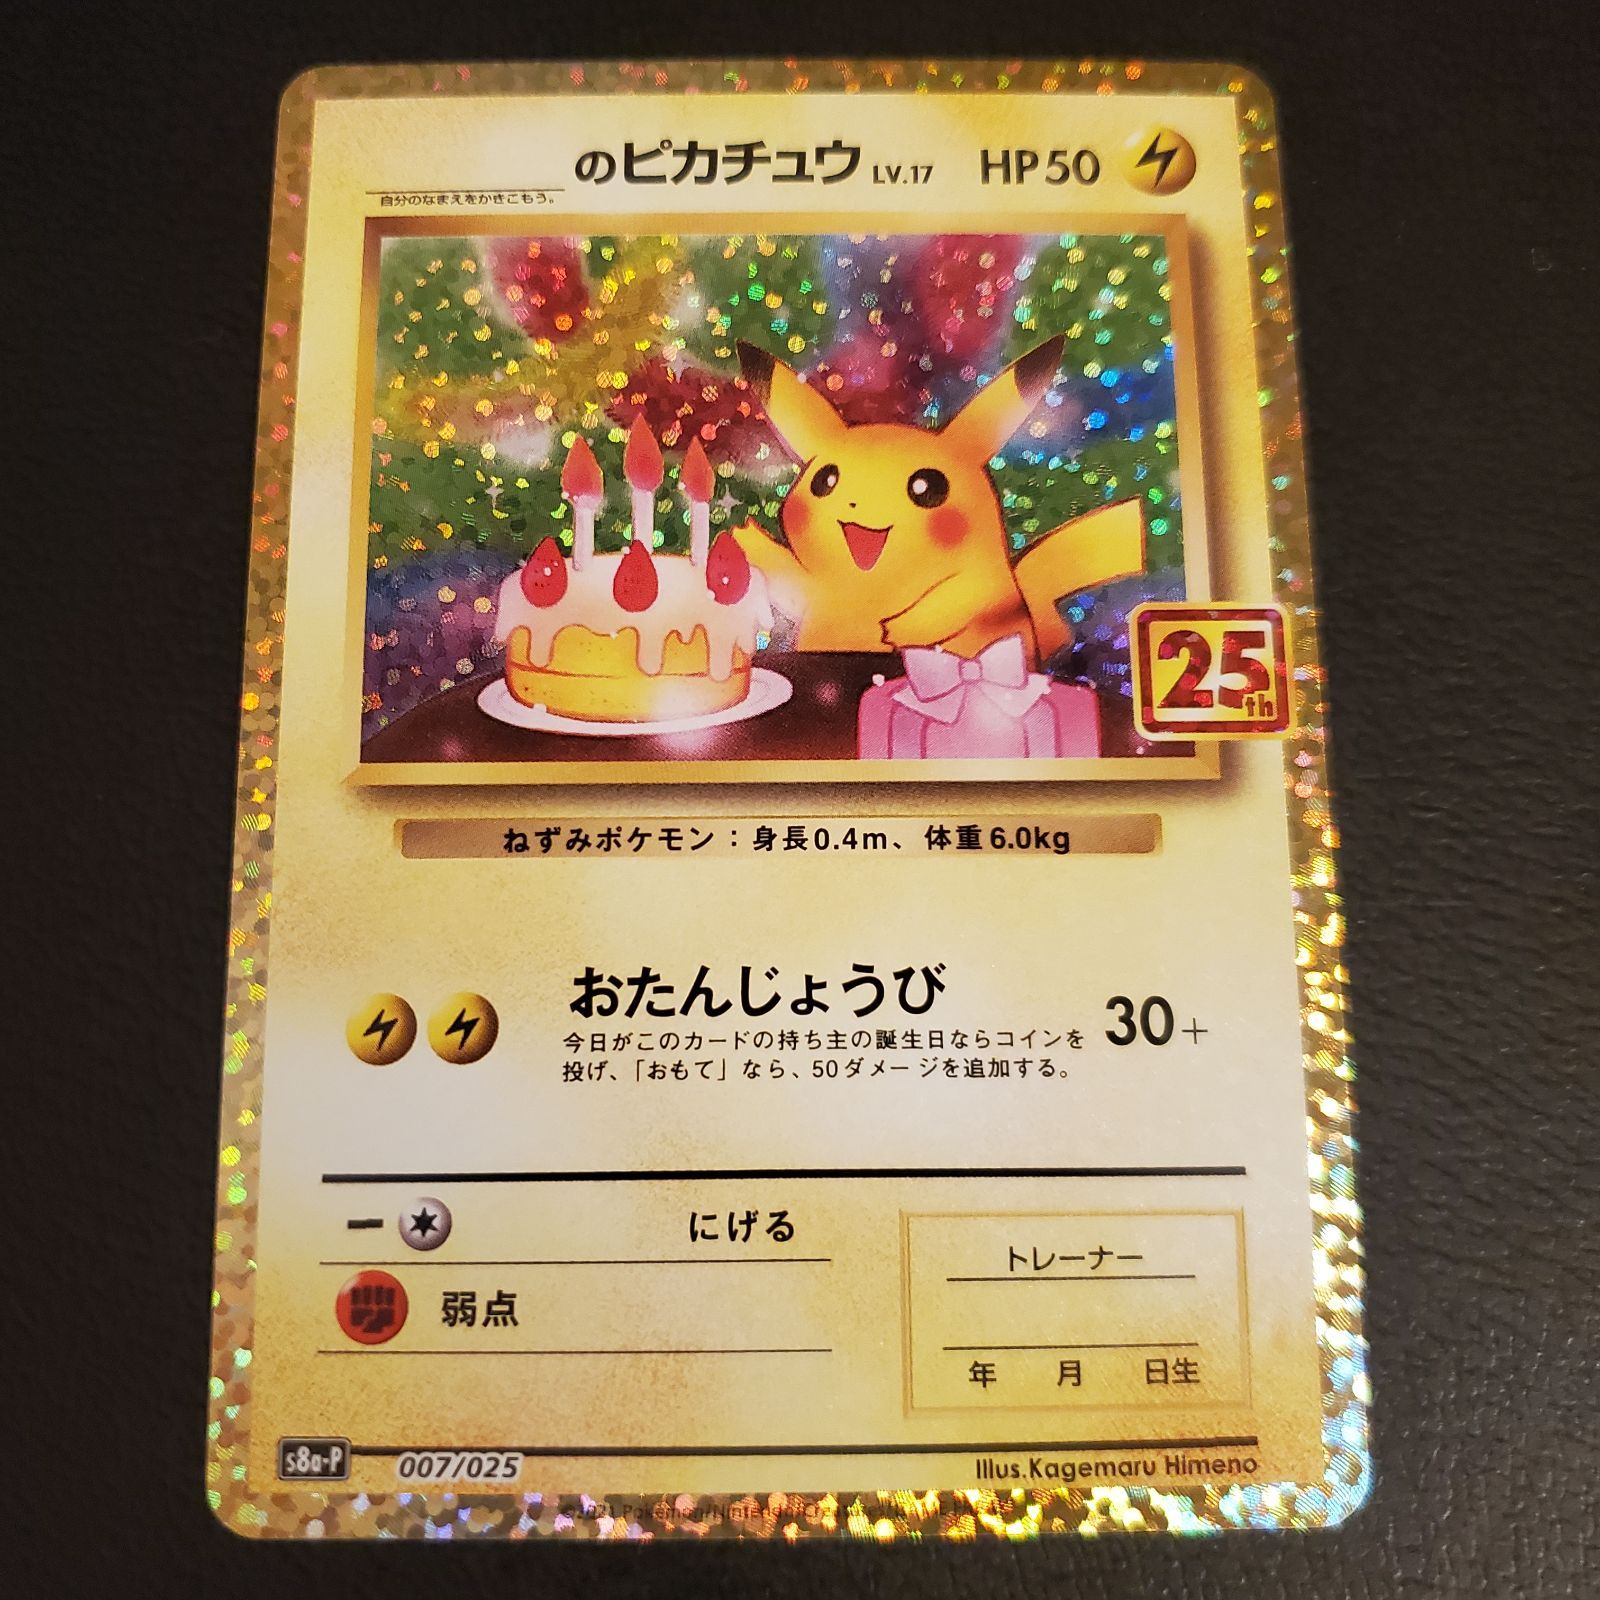 のピカチュウ LV.17 HP50
自分のなまえをかきこもう。
25th
ねずみポケモン：身長0.4m、体重6.0kg
おたんじょうび 30+
今日がこのカードの持ち主の誕生日ならコインを
投げ、「おもて」なら、50ダメージを追加する。
ー にげる
弱点
トレーナー
年 月 日生
s8a-P 007/025 Illus.Kagemaru Himeno
©2021 Pokémon/Nintendo/Creatures